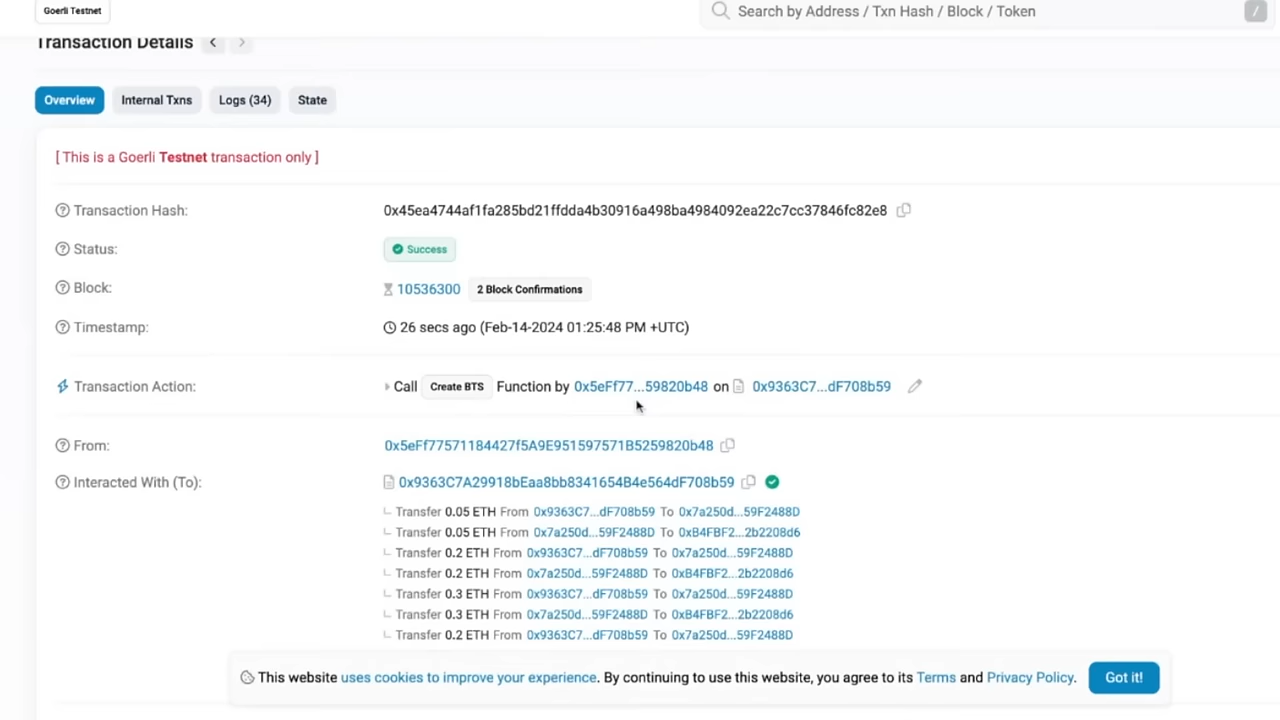 Goerli Testnet
Search by Address / Txn Hash / Block / Token
/
Transaction Details
Overview
Internal Txns
Logs (34)
State
[ This is a Goerli Testnet transaction only ]
Transaction Hash: 0x45ea4744af1fa285bd21ffdda4b30916a498ba4984092ea22c7cc37846fc82e8
Status: Success
Block: 10536300 2 Block Confirmations
Timestamp: 26 secs ago (Feb-14-2024 01:25:48 PM +UTC)
Transaction Action: Call Create BTS Function by 0x5eFf77...59820b48 on 0x9363C7...dF708b59
From: 0x5eFf77571184427f5A9E951597571B5259820b48
Interacted With (To): 0x9363C7A29918bEaa8bb8341654B4e564dF708b59
Transfer 0.05 ETH From 0x9363C7...dF708b59 To 0x7a250d...59F2488D
Transfer 0.05 ETH From 0x7a250d...59F2488D To 0xB4FBF2...2b2208d6
Transfer 0.2 ETH From 0x9363C7...dF708b59 To 0x7a250d...59F2488D
Transfer 0.2 ETH From 0x7a250d...59F2488D To 0xB4FBF2...2b2208d6
Transfer 0.3 ETH From 0x9363C7...dF708b59 To 0x7a250d...59F2488D
Transfer 0.3 ETH From 0x7a250d...59F2488D To 0xB4FBF2...2b2208d6
Transfer 0.2 ETH From 0x9363C7...dF708b59 To 0x7a250d...59F2488D
This website uses cookies to improve your experience. By continuing to use this website, you agree to its Terms and Privacy Policy.
Got it!